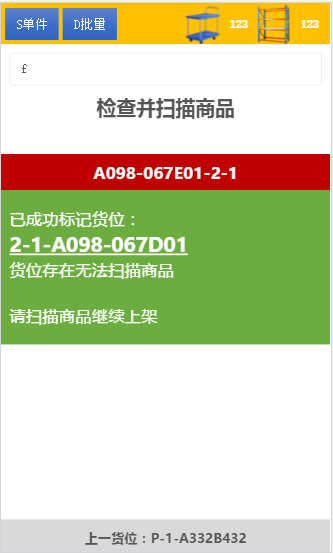 S单件 D批量 123 123
f
检查并扫描商品
A098-067E01-2-1
已成功标记货位：
2-1-A098-067D01
货位存在无法扫描商品
请扫描商品继续上架
上一货位：P-1-A332B432